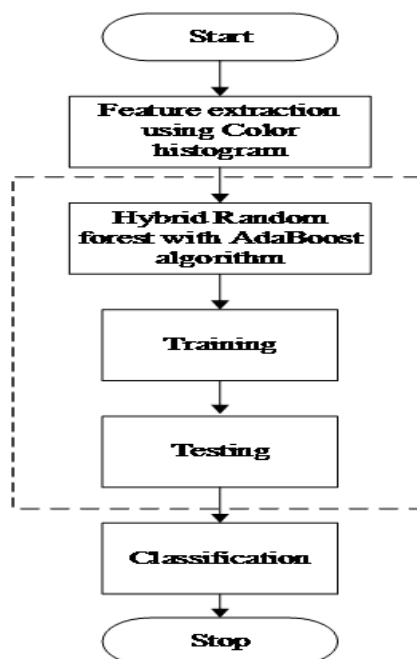 Start
Feature extraction
using Color
histogram
Hybrid Random
forest with AdaBoost
algorithm
Training
Testing
Classification
Stop